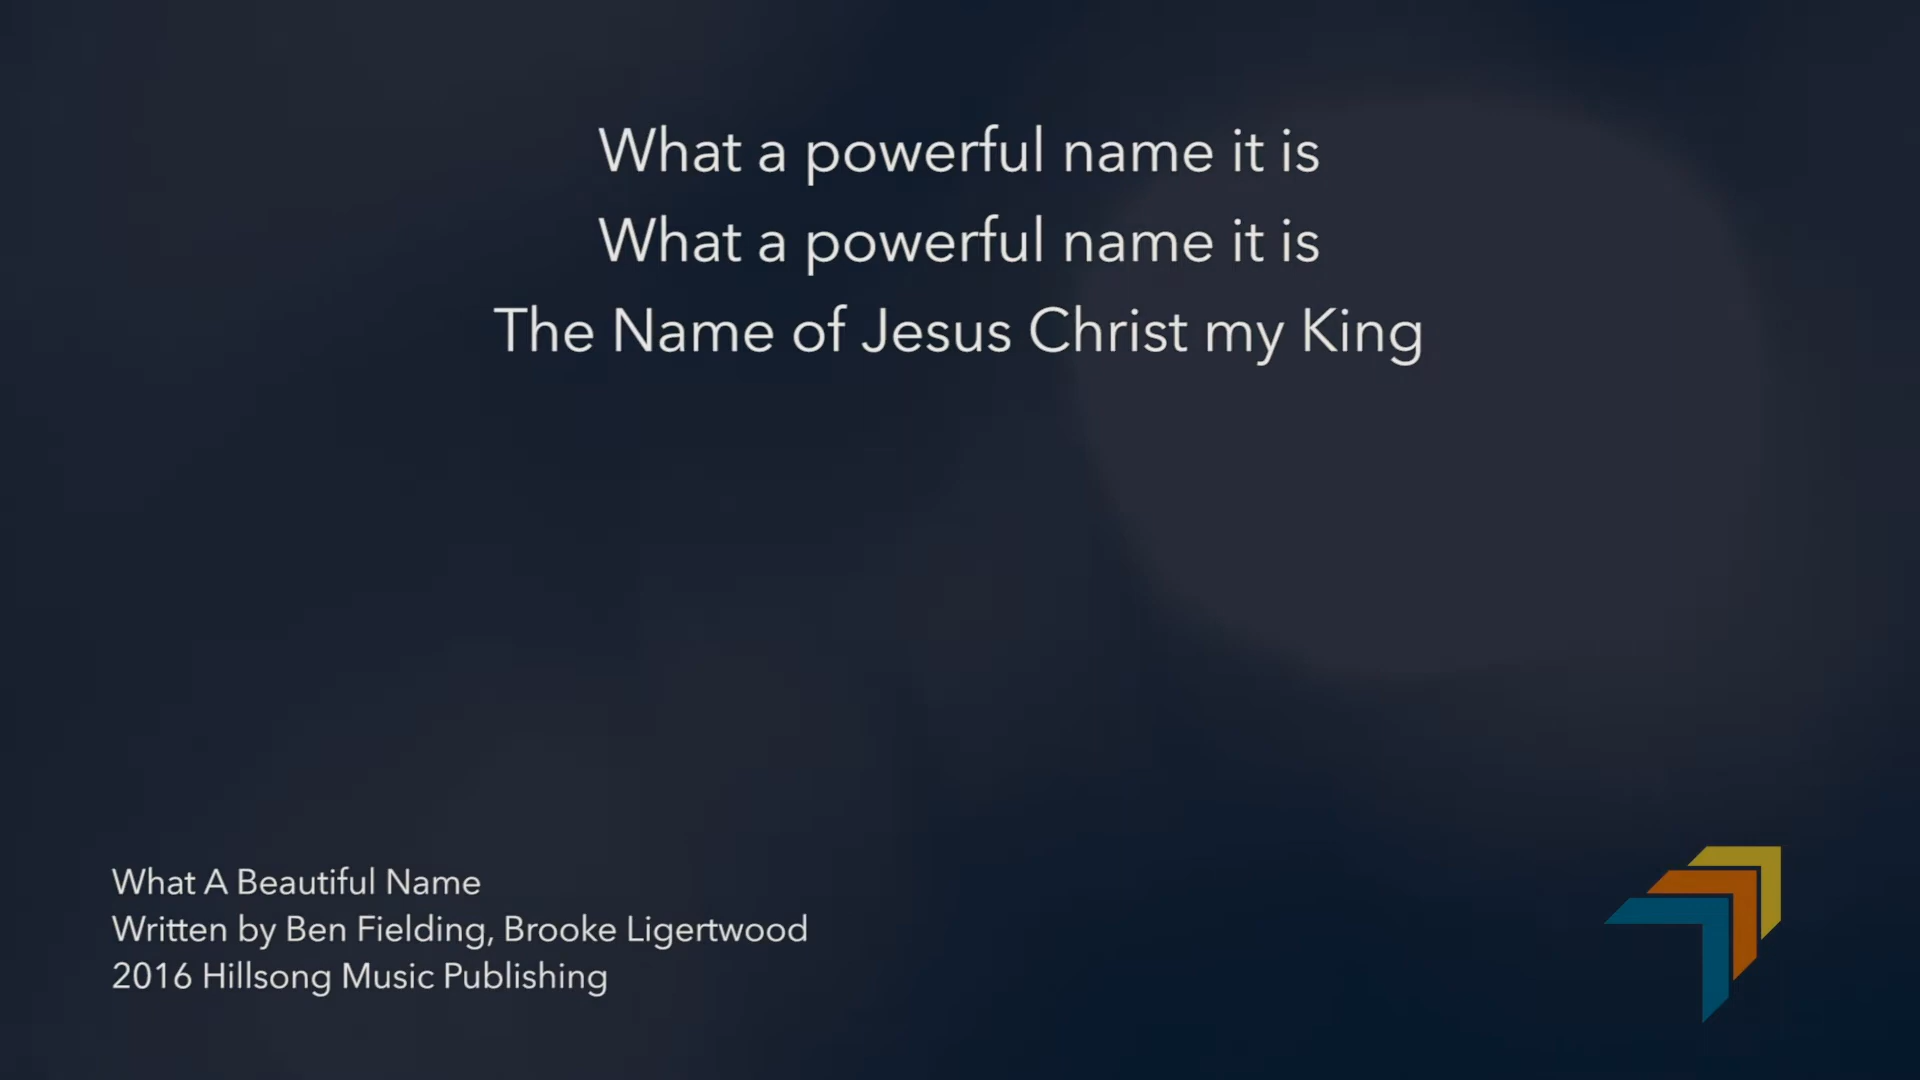 What a powerful name it is
What a powerful name it is
The Name of Jesus Christ my King
What A Beautiful Name
Written by Ben Fielding, Brooke Ligertwood
2016 Hillsong Music Publishing